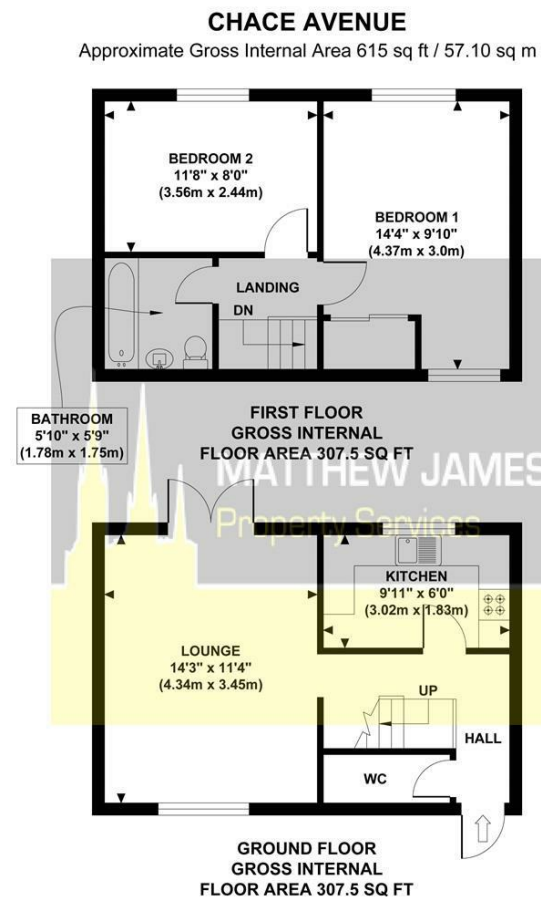 CHACE AVENUE
Approximate Gross Internal Area 615 sq ft / 57.10 sq m
BEDROOM 2
11'8" x 8'0"
(3.56m x 2.44m)
BEDROOM 1
14'4" x 9'10"
(4.37m x 3.0m)
LANDING
DN
BATHROOM
5'10" x 5'9"
(1.78m x 1.75m)
FIRST FLOOR
GROSS INTERNAL
FLOOR AREA 307.5 SQ FT
MATTHEW JAMES
Property Services
KITCHEN
9'11" x 6'0"
(3.02m x 1.83m)
LOUNGE
14'3" x 11'4"
(4.34m x 3.45m)
UP
HALL
WC
GROUND FLOOR
GROSS INTERNAL
FLOOR AREA 307.5 SQ FT